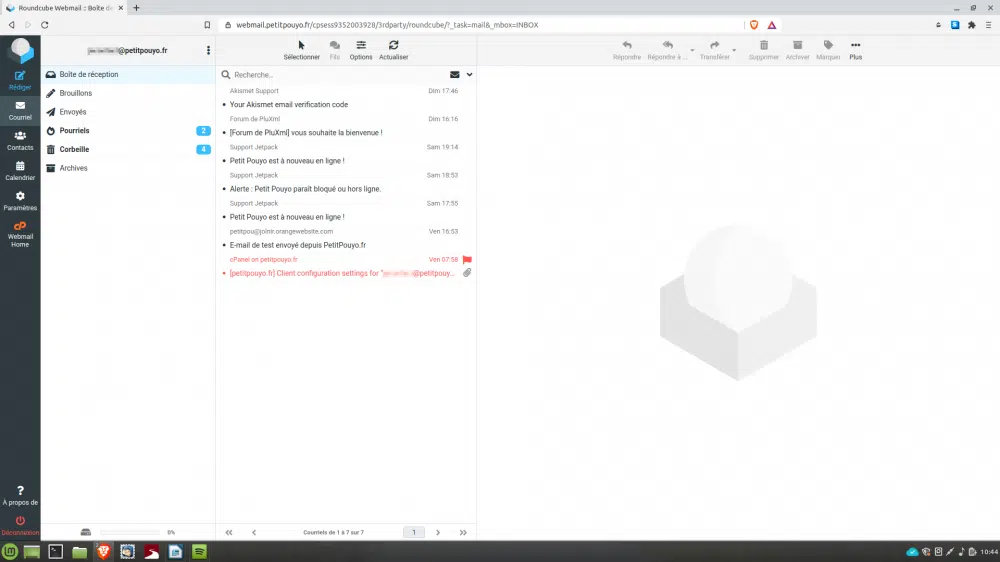 Roundcube Webmail :: Boîte de
webmail.petitpouyo.fr/cpsess9352003928/3rdparty/roundcube/?_task=mail&_mbox=INBOX
@petitpouyo.fr
Rédiger
Courriel
Contacts
Calendrier
Paramètres
cP
Webmail
Home
À propos de
Déconnexion
Boîte de réception
Brouillons
Envoyés
Pourriels 2
Corbeille 4
Archives
0%
Sélectionner Fils Options Actualiser
Recherche...
Akismet Support Dim 17:46
Your Akismet email verification code
Forum de PluXml Dim 16:16
[Forum de PluXml] vous souhaite la bienvenue !
Support Jetpack Sam 19:14
Petit Pouyo est à nouveau en ligne !
Support Jetpack Sam 18:53
Alerte : Petit Pouyo paraît bloqué ou hors ligne.
Support Jetpack Sam 17:55
Petit Pouyo est à nouveau en ligne !
petitpou@jolnir.orangewebsite.com Ven 16:53
E-mail de test envoyé depuis PetitPouyo.fr
cPanel on petitpouyo.fr Ven 07:58
[petitpouyo.fr] Client configuration settings for "@petitpouy...
Courriels de 1 à 7 sur 7 1
Répondre Répondre à ... Transférer Supprimer Archiver Marquer Plus
10:44